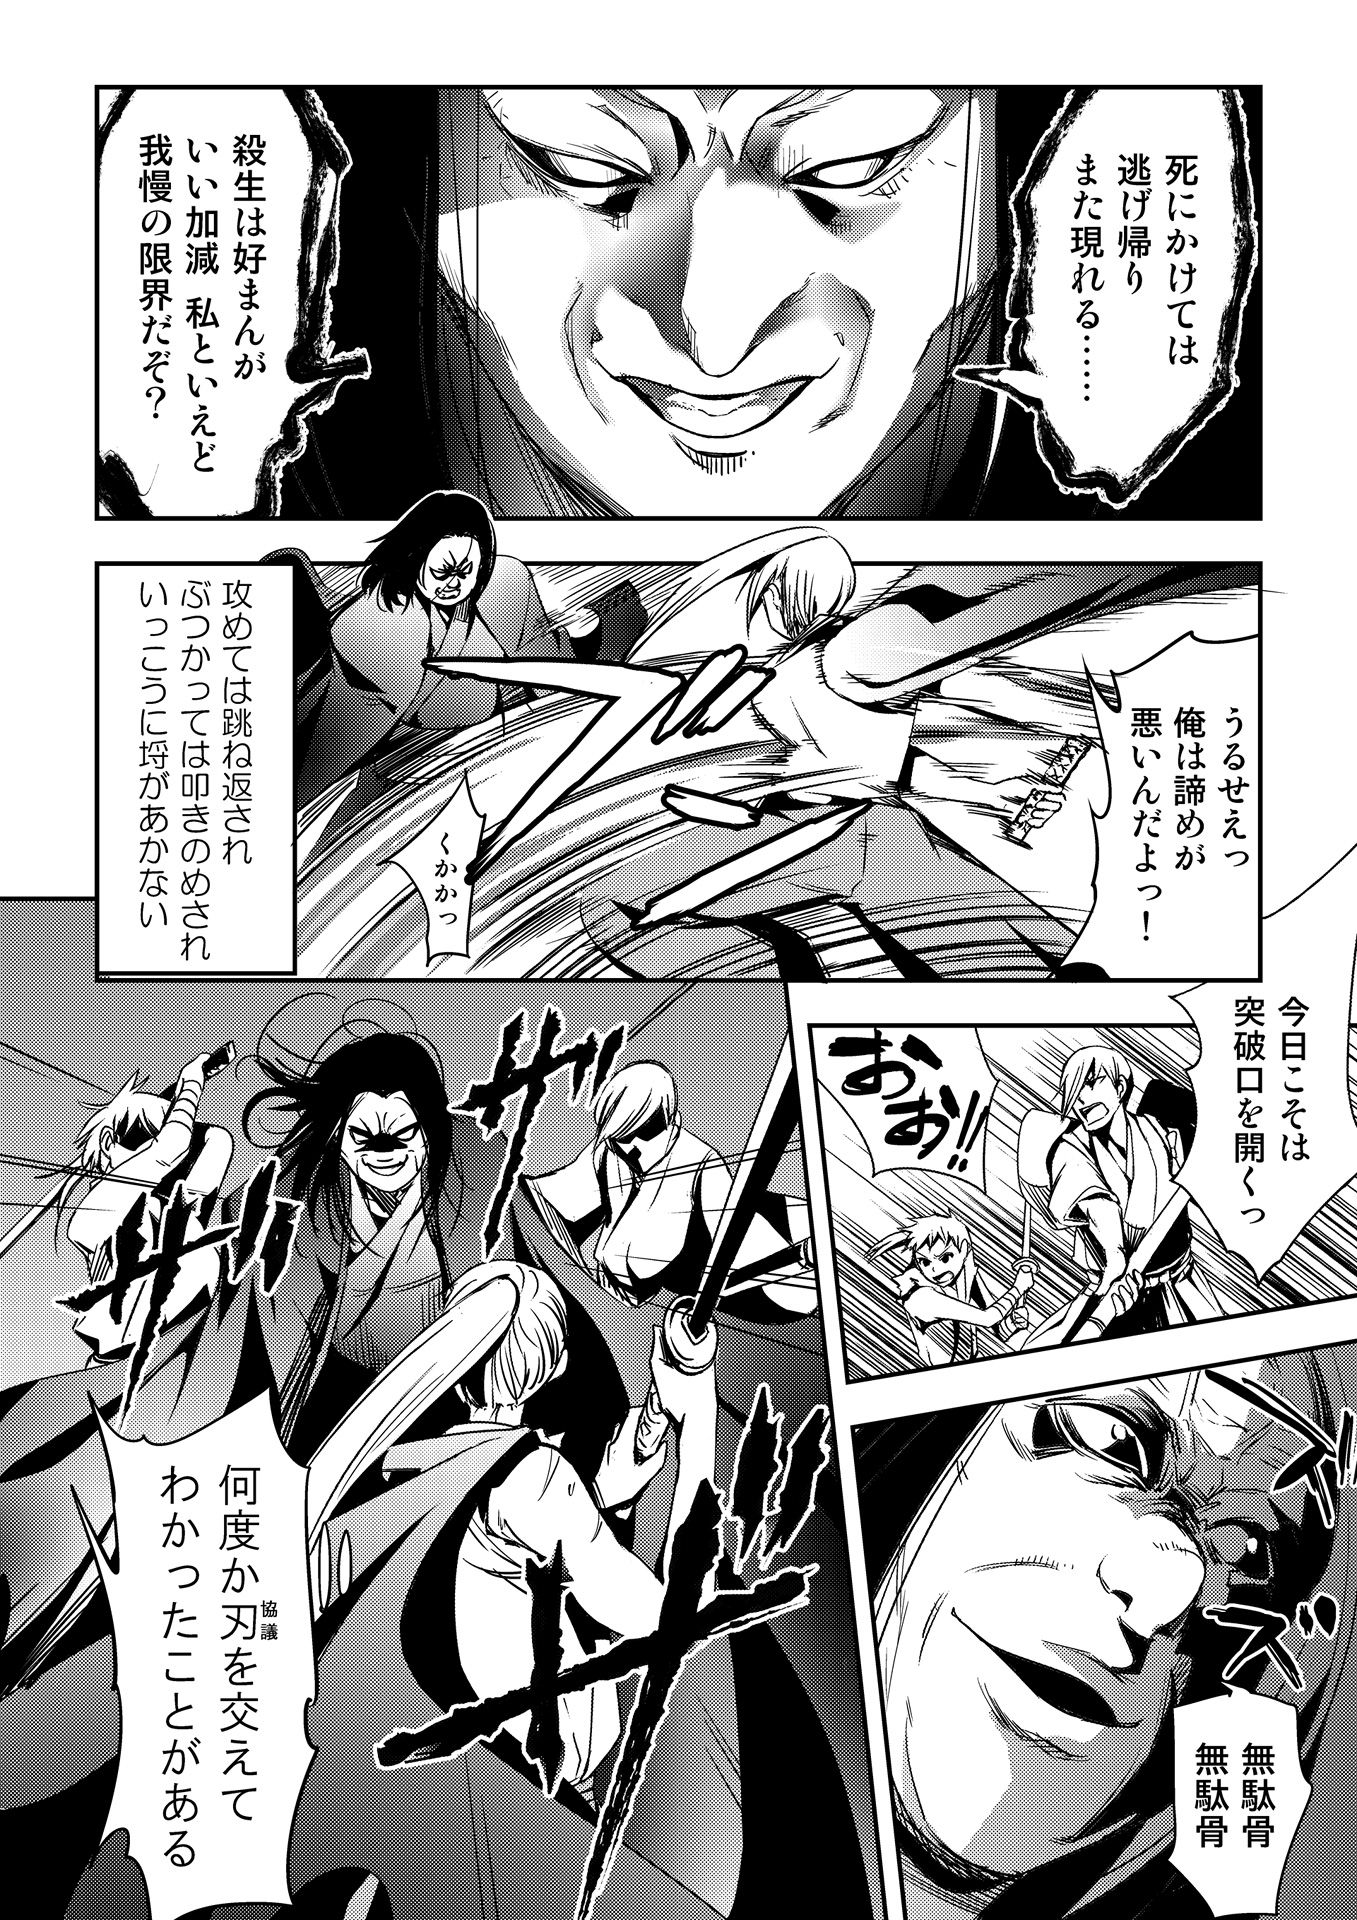 死にかけては
逃げ帰り
また現れる……
殺生は好まんが
いい加減 私といえど
我慢の限界だぞ?
うるせえっ
俺は諦めが
悪いんだよっ!
くかかっ
攻めては跳ね返され
ぶつかっては叩きのめされ
いっこうに埒があかない
今日こそは
突破口を開くっ
おおお!!
無駄骨
無駄骨
ザザザッ
何度か刃を交えて
協議
わかったことがある